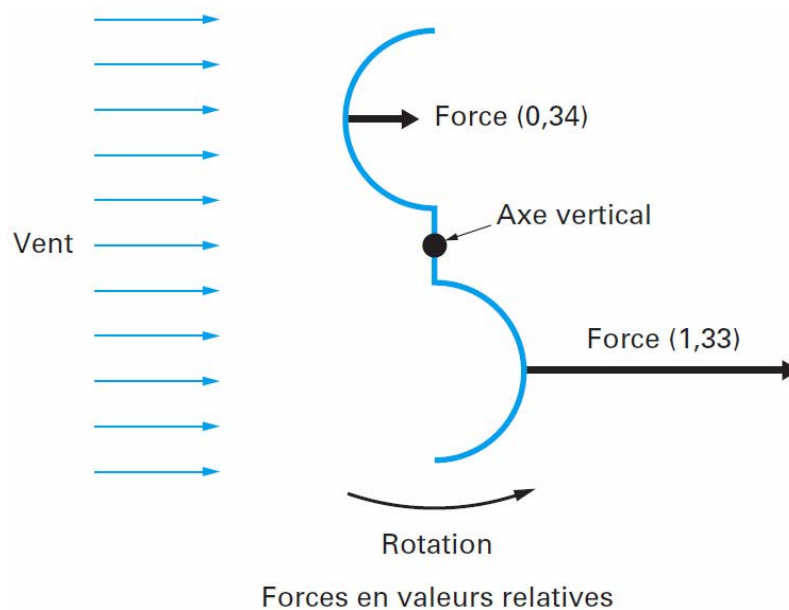 Force (0,34)
Axe vertical
Vent
Force (1,33)
Rotation
Forces en valeurs relatives